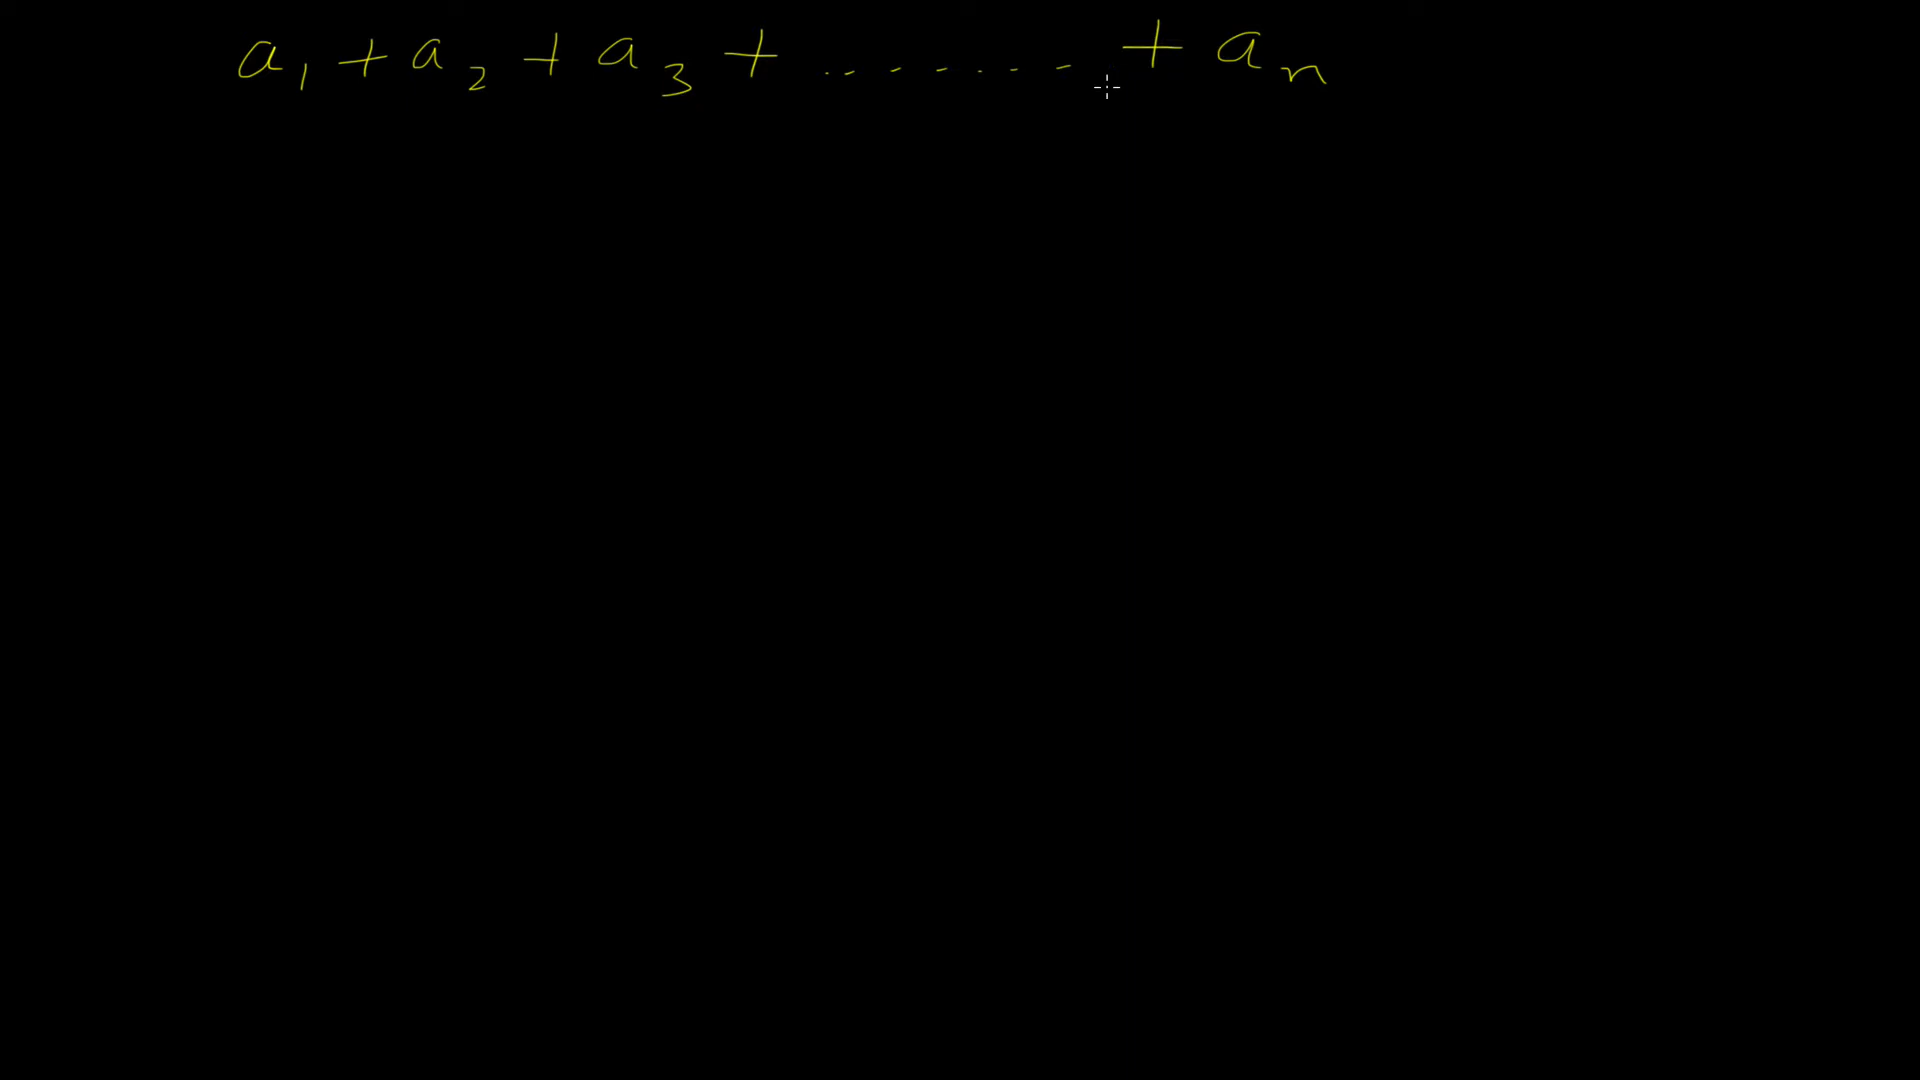 a₁ + a₂ + a₃ + ........ + aₙ